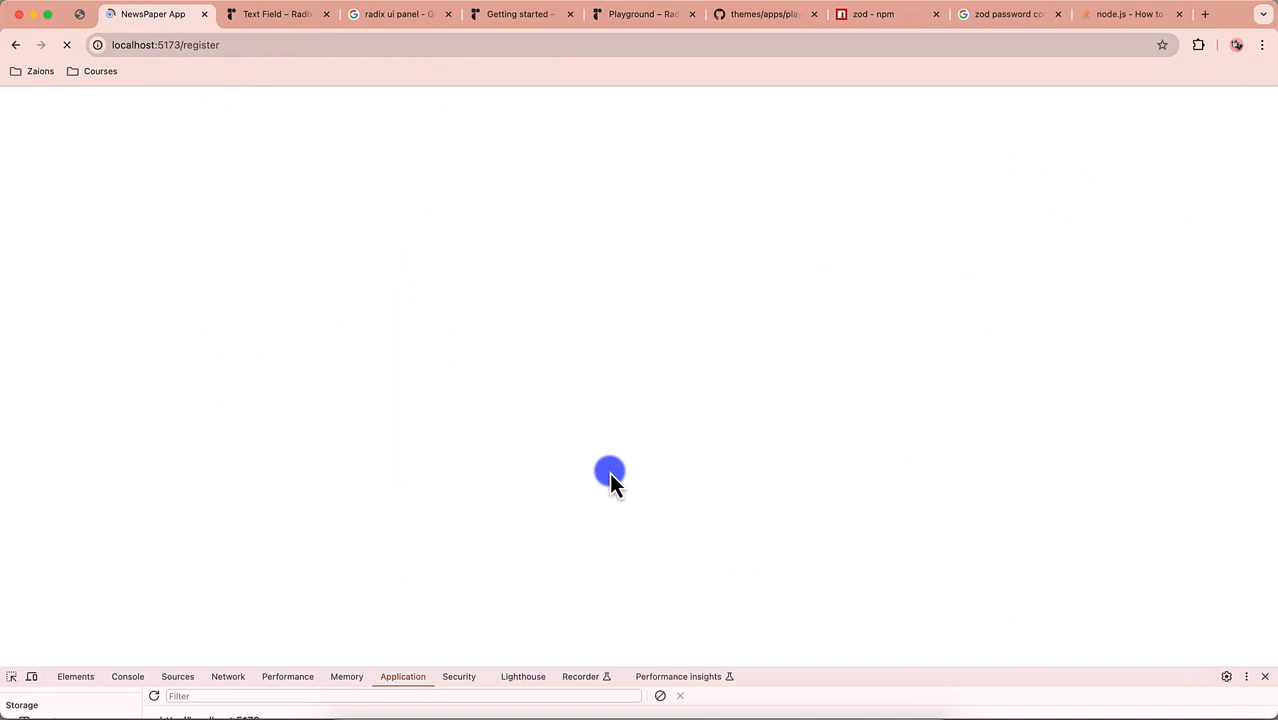 NewsPaper App
Text Field – Radix
radix ui panel - G
Getting started –
Playground – Rad
themes/apps/play
zod - npm
zod password co
node.js - How to
localhost:5173/register
Zaions
Courses
Elements
Console
Sources
Network
Performance
Memory
Application
Security
Lighthouse
Recorder
Performance insights
Storage
Filter